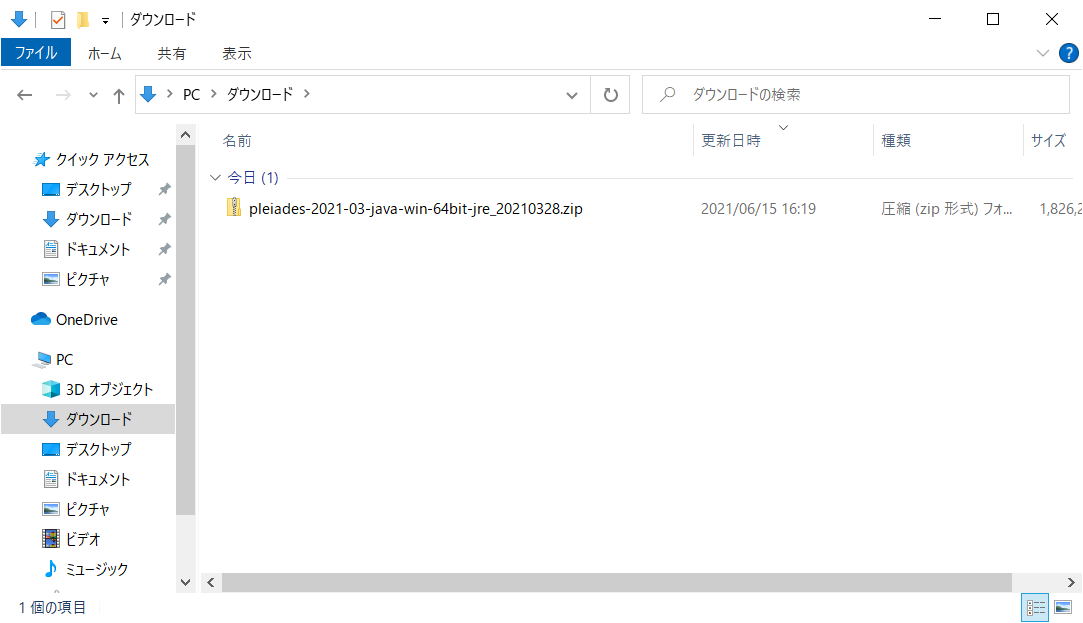 ダウンロード
ファイル ホーム 共有 表示
PC ダウンロード ダウンロードの検索
名前 更新日時 種類 サイズ
今日 (1)
pleiades-2021-03-java-win-64bit-jre_20210328.zip 2021/06/15 16:19 圧縮 (zip 形式) フォ... 1,826,2
クイック アクセス
デスクトップ
ダウンロード
ドキュメント
ピクチャ
OneDrive
PC
3D オブジェクト
ダウンロード
デスクトップ
ドキュメント
ピクチャ
ビデオ
ミュージック
1 個の項目